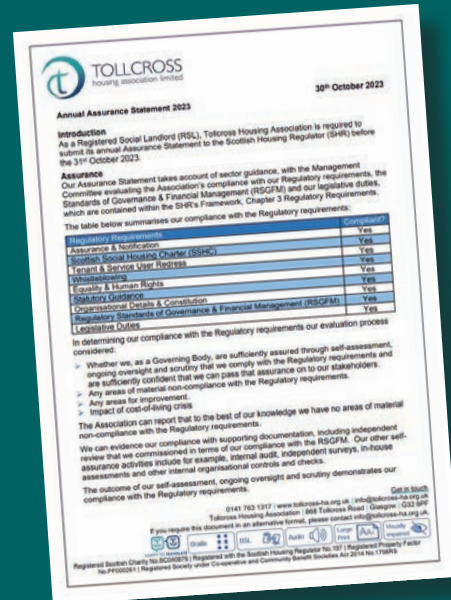 TOLLCROSS
housing association limited
30th October 2023
Annual Assurance Statement 2023
Introduction
As a Registered Social Landlord (RSL), Tollcross Housing Association is required to
submit its annual Assurance Statement to the Scottish Housing Regulator (SHR) before
the 31st October 2023.
Assurance
Our Assurance Statement takes account of sector guidance, with the Management
Committee evaluating the Association's compliance with our Regulatory requirements, the
Standards of Governance & Financial Management (RSGFM) and our legislative duties,
which are contained within the SHR's Framework, Chapter 3 Regulatory Requirements.
The table below summarises our compliance with the Regulatory requirements:
Regulatory Requirements Compliant?
Assurance & Notification Yes
Scottish Social Housing Charter (SSHC) Yes
Tenant & Service User Redress Yes
Whistleblowing Yes
Equality & Human Rights Yes
Statutory Guidance Yes
Organisational Details & Constitution Yes
Regulatory Standards of Governance & Financial Management (RSGFM) Yes
Legislative Duties Yes
In determining our compliance with the Regulatory requirements our evaluation process
considered:
Whether we, as a Governing Body, are sufficiently assured through self-assessment,
ongoing oversight and scrutiny that we comply with the Regulatory requirements and
are sufficiently confident that we can pass that assurance on to our stakeholders.
Any areas of material non-compliance with the Regulatory requirements.
Any areas for improvement.
Impact of cost-of-living crisis
The Association can report that to the best of our knowledge we have no areas of material
non-compliance with the Regulatory requirements.
We can evidence our compliance with supporting documentation, including independent
review that we commissioned in terms of our compliance with the RSGFM. Our other self-
assurance activities include for example, internal audit, independent surveys, in-house
assessments and other internal organisational controls and checks.
The outcome of our self-assessment, ongoing oversight and scrutiny demonstrates our
compliance with the Regulatory requirements.
Get in touch
0141 763 1317 | www.tollcross-ha.org.uk | info@tollcross-ha.org.uk
Tollcross Housing Association | 868 Tollcross Road | Glasgow | G32 8PF
If you require this document in an alternative format, please contact info@tollcross-ha.org.uk
Braille BSL Audio Large Print Visually Impaired
Registered Scottish Charity | Registered with the Scottish Housing Regulator No.197 | Registered Property Factor
| Registered Society under Co-operative and Community Benefit Societies Act 2014